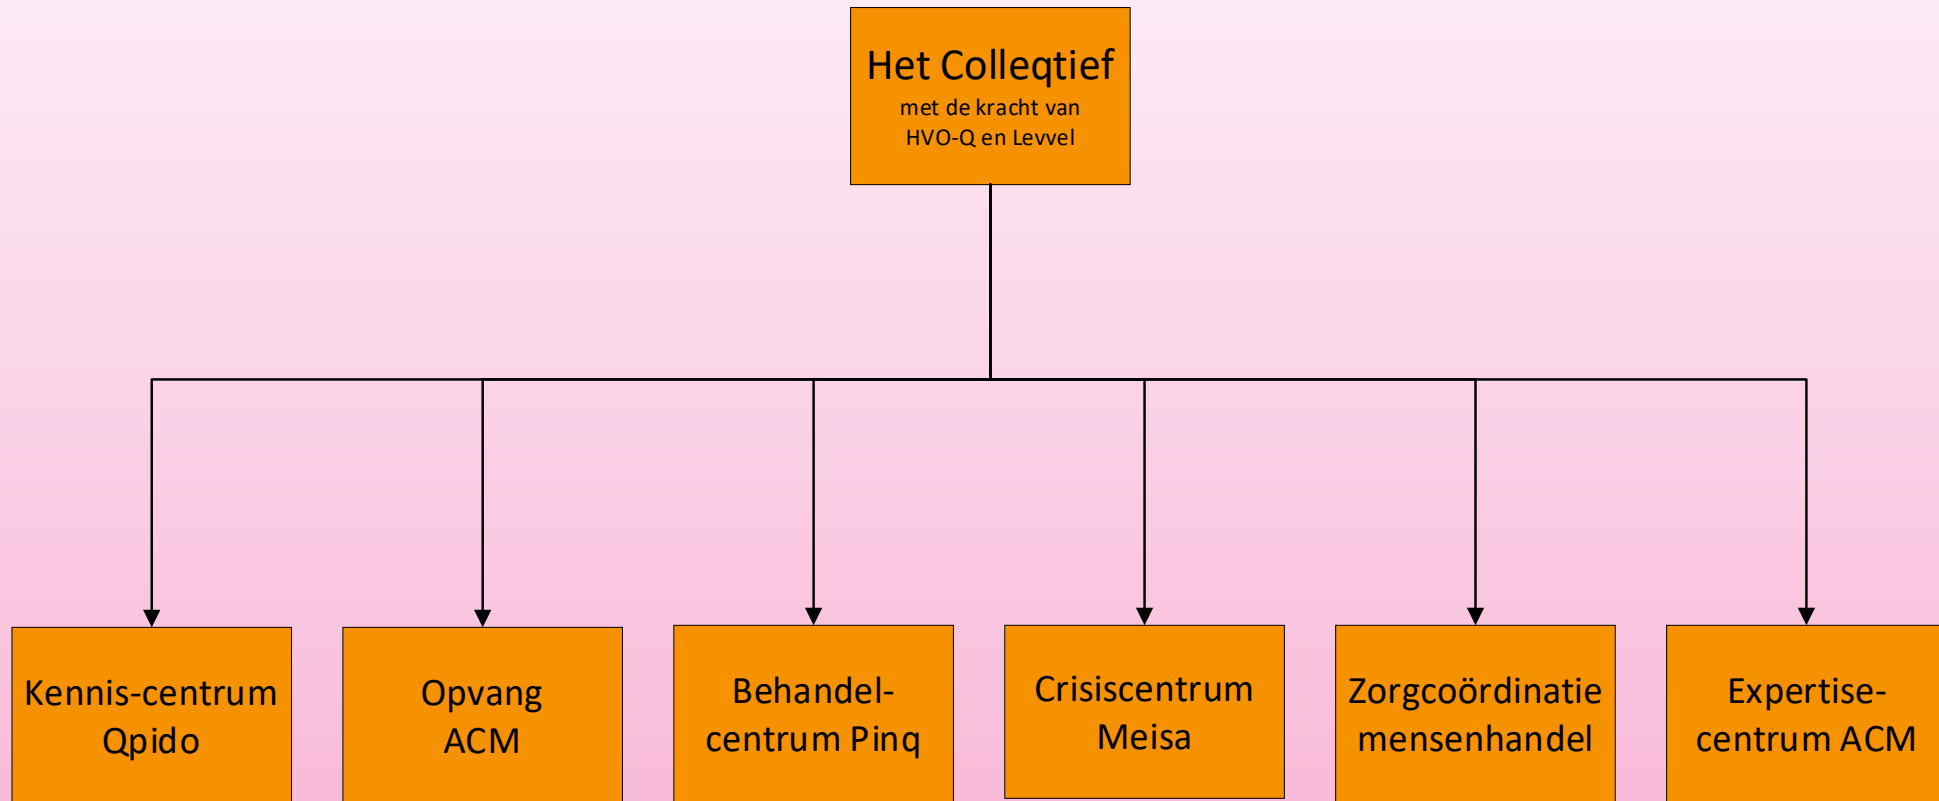 Het Colleqtief
met de kracht van
HVO-Q en Levvel
Kennis-centrum
Qpido
Opvang
ACM
Behandel-
centrum Pinq
Crisiscentrum
Meisa
Zorgcoördinatie
mensenhandel
Expertise-
centrum ACM